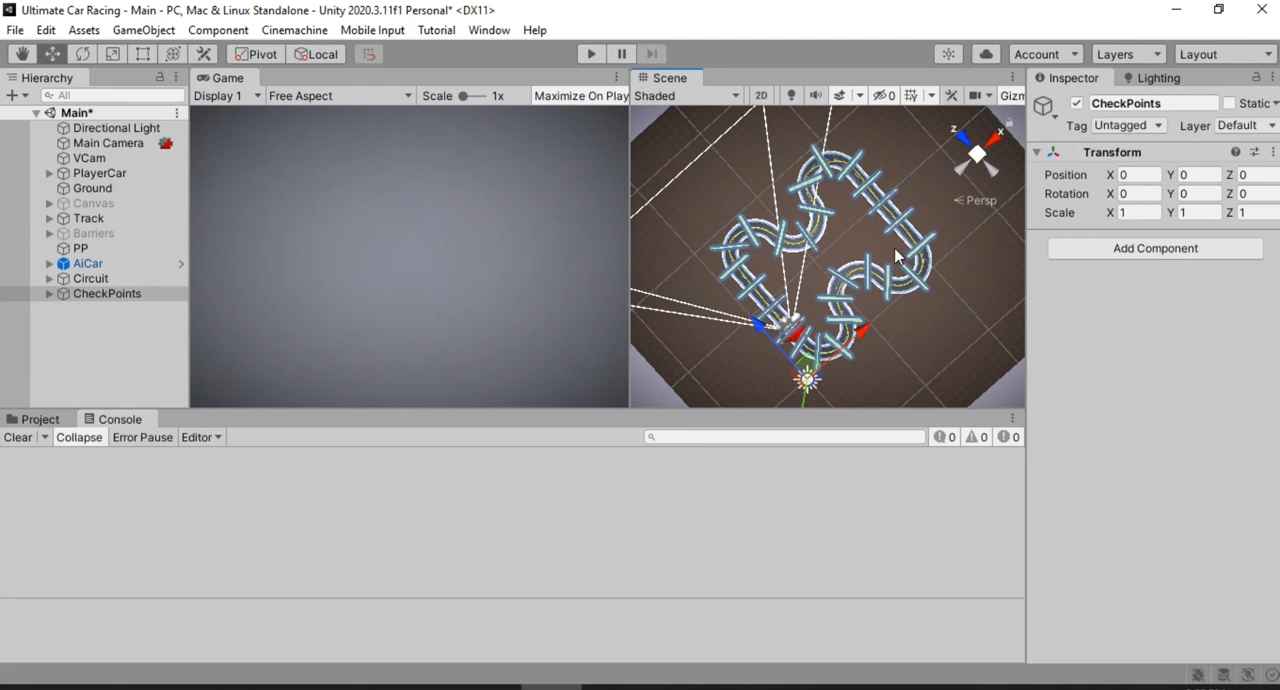 Ultimate Car Racing - Main - PC, Mac & Linux Standalone - Unity 2020.3.11f1 Personal* <DX11>
File Edit Assets GameObject Component Cinemachine Mobile Input Tutorial Window Help
Pivot Local Account Layers Layout
Hierarchy Game Scene Inspector Lighting
All Display 1 Free Aspect Scale 1x Maximize On Play Shaded 2D 0 Gizm
CheckPoints Static
Tag Untagged Layer Default
Main*
Directional Light
Main Camera
VCam
PlayerCar
Ground
Canvas
Track
Barriers
PP
AiCar
Circuit
CheckPoints
z x
Persp
Transform
Position X 0 Y 0 Z 0
Rotation X 0 Y 0 Z 0
Scale X 1 Y 1 Z 1
Add Component
Project Console
Clear Collapse Error Pause Editor 0 0 0